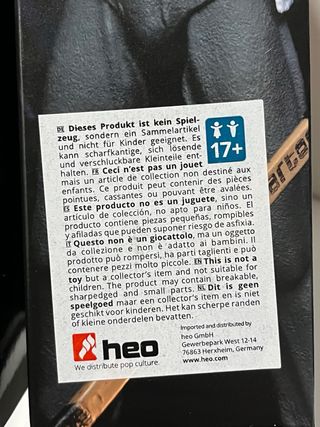 DE Dieses Produkt ist kein Spiel-
zeug, sondern ein Sammelartikel
und nicht für Kinder geeignet. Es
kann scharfkantige, sich lösende
und verschluckbare Kleinteile ent-
halten. FR Ceci n'est pas un jouet
mais un article de collection non destiné aux
enfants. Ce produit peut contenir des pièces
pointues, cassantes ou pouvant être avalées.
ES Este producto no es un juguete, sino un
artículo de colección, no apto para niños. El
producto contiene piezas pequeñas, rompibles
y afiladas que pueden suponer riesgo de asfixia.
IT Questo non è un giocattolo, ma un oggetto
da collezione e non è adatto ai bambini. Il
prodotto può rompersi, ha parti taglienti e può
contenere pezzi molto piccole. EN This is not a
toy but a collector's item and not suitable for
children. The product may contain breakable,
sharpedged and small parts. NL Dit is geen
speelgoed maar een collector's item en is niet
geschikt voor kinderen. Het kan scherpe randen
of kleine onderdelen bevatten.
17+
heo
We distribute pop culture.
Imported and distributed by
heo GmbH
Gewerbepark West 12-14
76863 Herxheim, Germany
www.heo.com